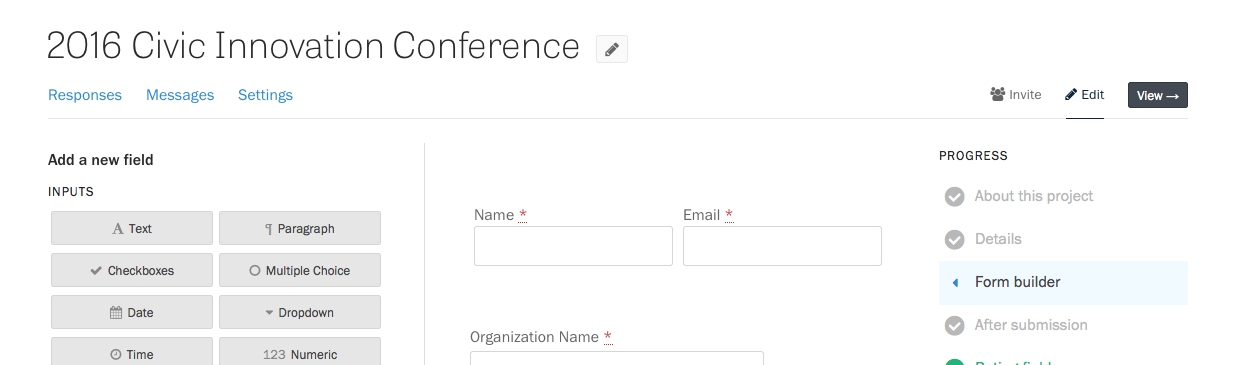 2016 Civic Innovation Conference
Responses Messages Settings
Invite Edit View →
Add a new field
INPUTS
Text Paragraph
Checkboxes Multiple Choice
Date Dropdown
Time 123 Numeric
Name * Email *
Organization Name *
PROGRESS
About this project
Details
Form builder
After submission